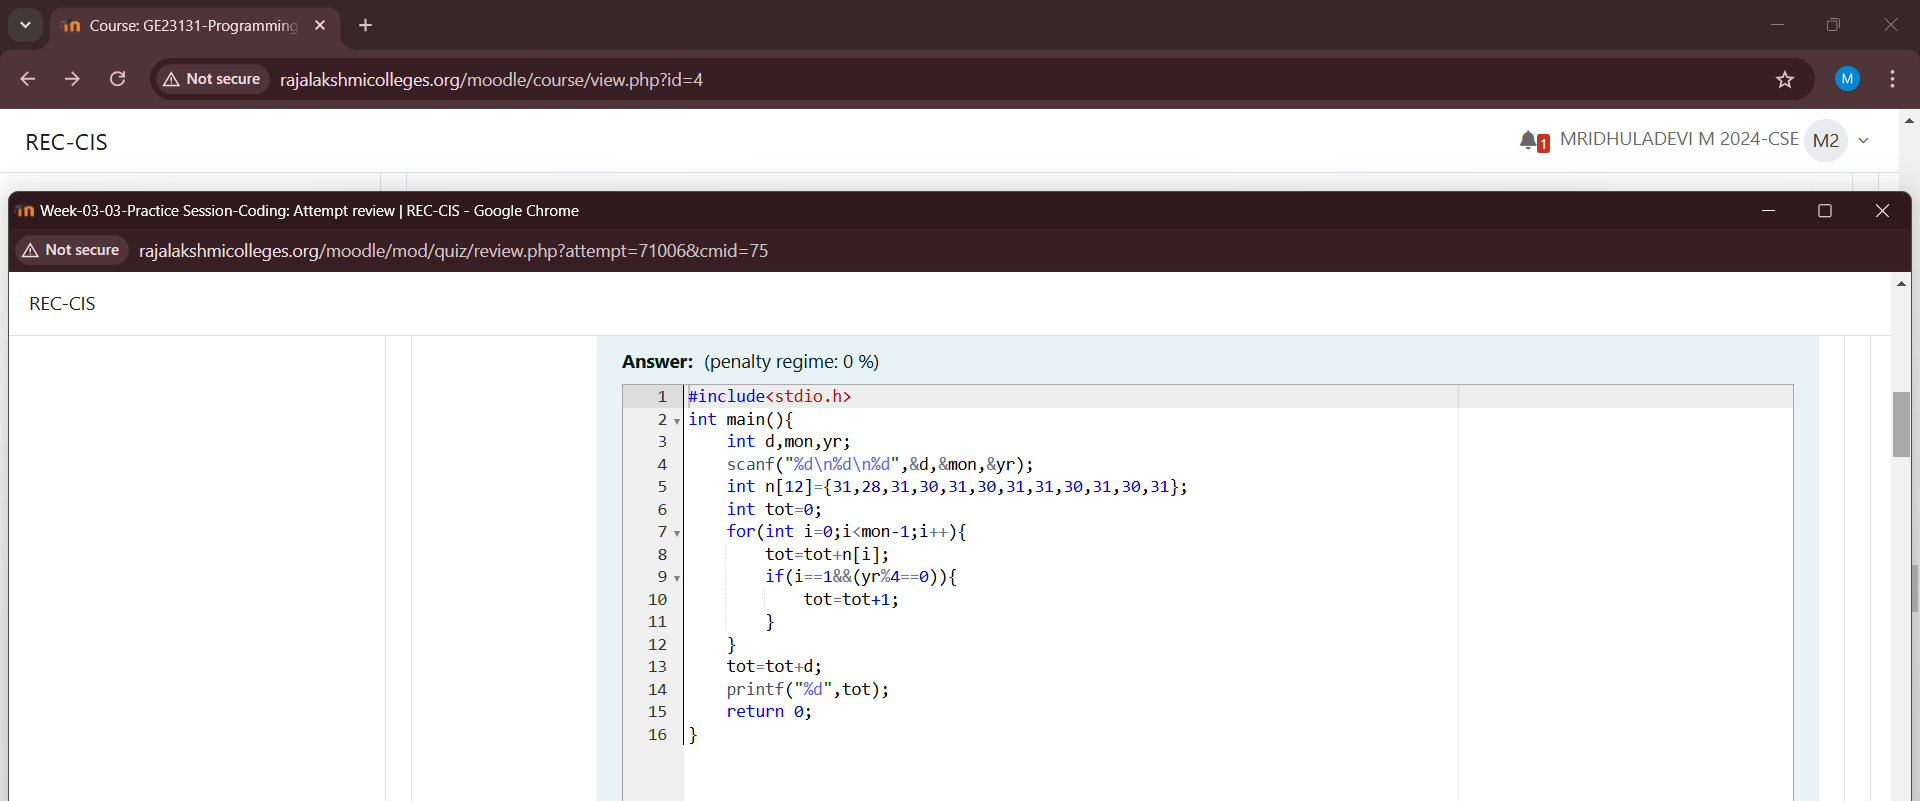 Course: GE23131-Programming
Not secure rajalakshmicolleges.org/moodle/course/view.php?id=4
M
REC-CIS
1 MRIDHULADEVI M 2024-CSE M2
Week-03-03-Practice Session-Coding: Attempt review | REC-CIS - Google Chrome
Not secure rajalakshmicolleges.org/moodle/mod/quiz/review.php?attempt=71006&cmid=75
REC-CIS
Answer: (penalty regime: 0 %)
1 #include<stdio.h>
2 int main(){
3 int d,mon,yr;
4 scanf("%d\n%d\n%d",&d,&mon,&yr);
5 int n[12]={31,28,31,30,31,30,31,31,30,31,30,31};
6 int tot=0;
7 for(int i=0;i<mon-1;i++){
8 tot=tot+n[i];
9 if(i==1&&(yr%4==0)){
10 tot=tot+1;
11 }
12 }
13 tot=tot+d;
14 printf("%d",tot);
15 return 0;
16 }